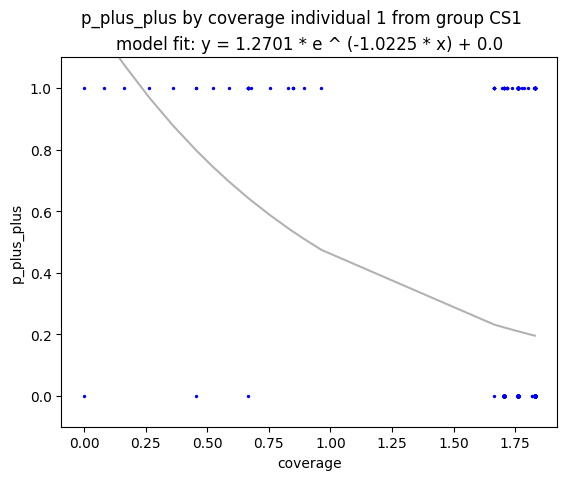 p_plus_plus by coverage individual 1 from group CS1
model fit: y = 1.2701 * e ^ (-1.0225 * x) + 0.0
1.0
0.8
0.6
0.4
0.2
0.0
p_plus_plus
0.00 0.25 0.50 0.75 1.00 1.25 1.50 1.75
coverage